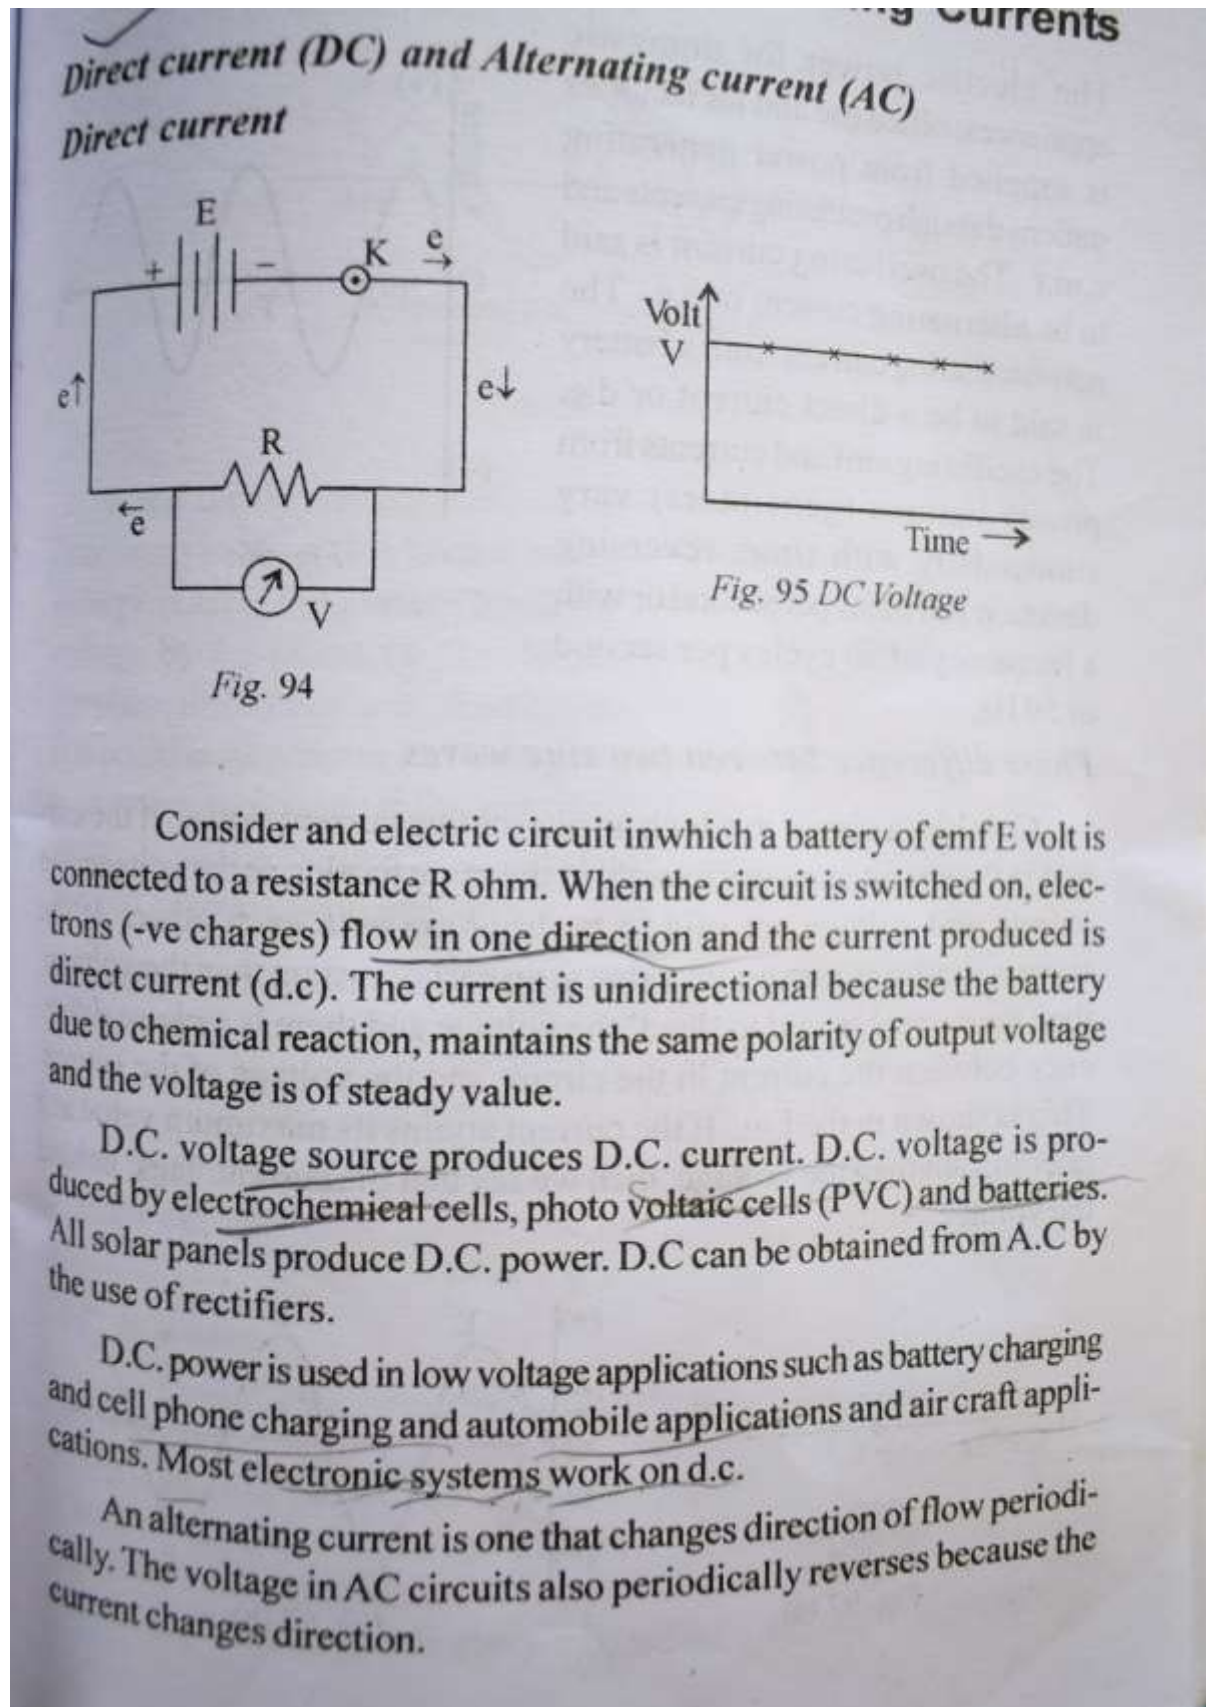 Currents
Direct current (DC) and Alternating current (AC)
Direct current
E
+
−
K
e
e
e
R
e
V
Fig. 94
Volt
V
Time
Fig. 95 DC Voltage
Consider and electric circuit inwhich a battery of emf E volt is
connected to a resistance R ohm. When the circuit is switched on, elec-
trons (-ve charges) flow in one direction and the current produced is
direct current (d.c). The current is unidirectional because the battery
due to chemical reaction, maintains the same polarity of output voltage
and the voltage is of steady value.
D.C. voltage source produces D.C. current. D.C. voltage is pro-
duced by electrochemical cells, photo voltaic cells (PVC) and batteries.
All solar panels produce D.C. power. D.C can be obtained from A.C by
the use of rectifiers.
D.C. power is used in low voltage applications such as battery charging
and cell phone charging and automobile applications and air craft appli-
cations. Most electronic systems work on d.c.
An alternating current is one that changes direction of flow periodi-
cally. The voltage in AC circuits also periodically reverses because the
current changes direction.